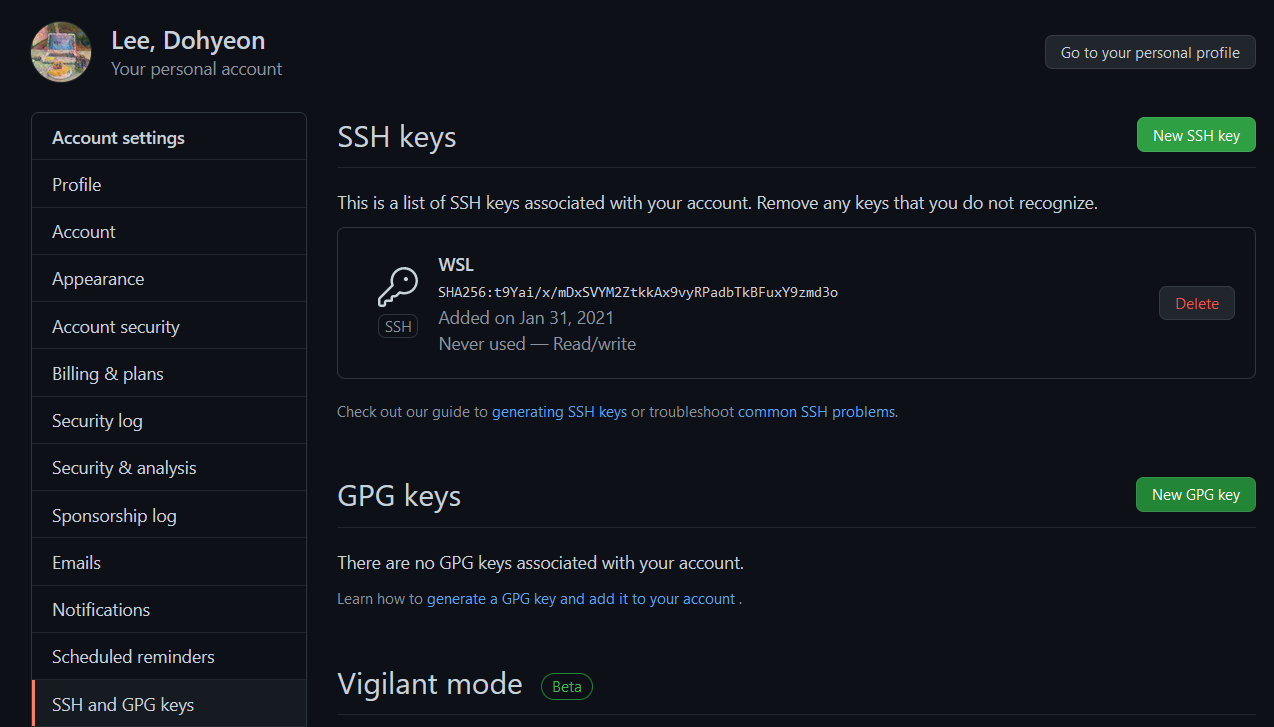 Lee, Dohyeon
Your personal account
Go to your personal profile
Account settings
Profile
Account
Appearance
Account security
Billing & plans
Security log
Security & analysis
Sponsorship log
Emails
Notifications
Scheduled reminders
SSH and GPG keys
SSH keys
New SSH key
This is a list of SSH keys associated with your account. Remove any keys that you do not recognize.
WSL
SHA256:t9Yai/x/mDxSVYM2ZtkkAx9vyRPadbTkBFuxY9zmd3o
SSH
Added on Jan 31, 2021
Never used — Read/write
Delete
Check out our guide to generating SSH keys or troubleshoot common SSH problems.
GPG keys
New GPG key
There are no GPG keys associated with your account.
Learn how to generate a GPG key and add it to your account .
Vigilant mode
Beta